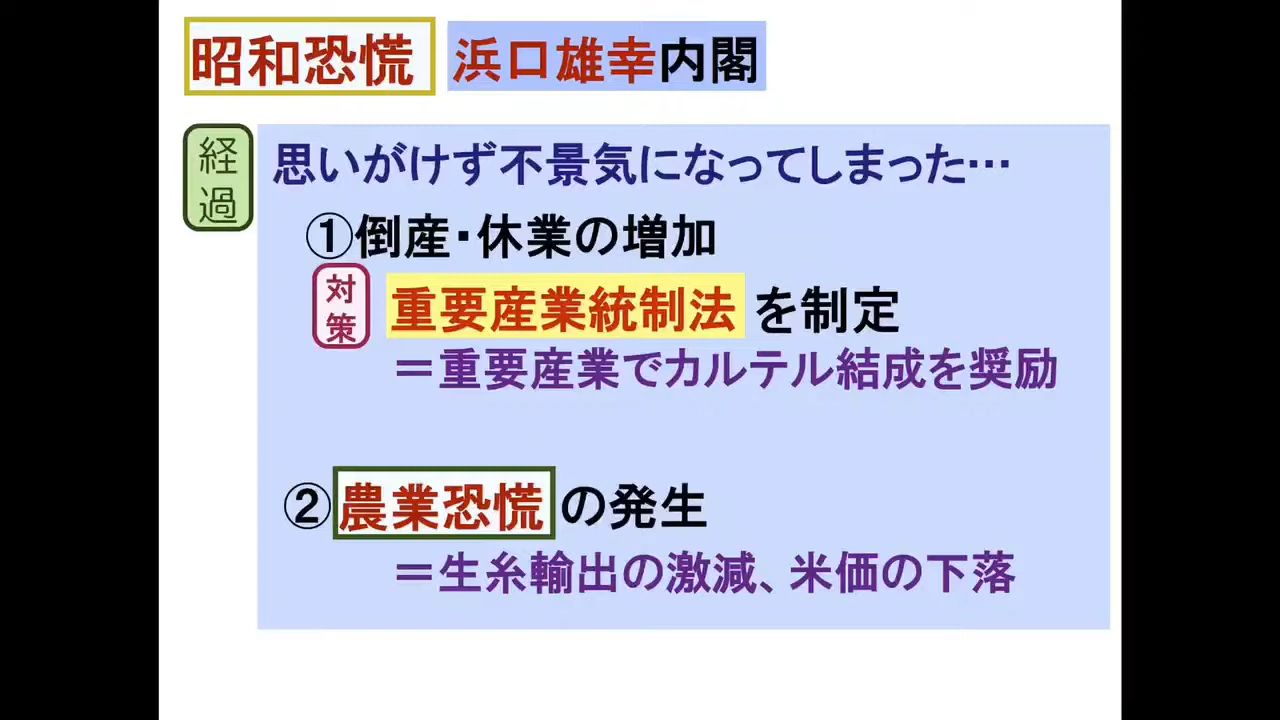 昭和恐慌 浜口雄幸内閣
経過
思いがけず不景気になってしまった…
①倒産・休業の増加
対策
重要産業統制法 を制定
＝重要産業でカルテル結成を奨励
②農業恐慌 の発生
＝生糸輸出の激減、米価の下落